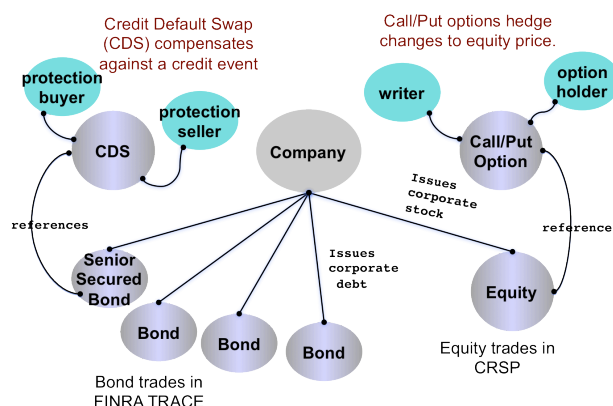 Credit Default Swap
(CDS) compensates
against a credit event
Call/Put options hedge
changes to equity price.
protection
buyer
protection
seller
CDS
Company
writer
option
holder
Call/Put
Option
Issues
corporate
stock
references
reference
Issues
corporate
debt
Senior
Secured
Bond
Bond
Bond
Bond
Equity
Equity trades in
CRSP
Bond trades in
FINRA TRACE